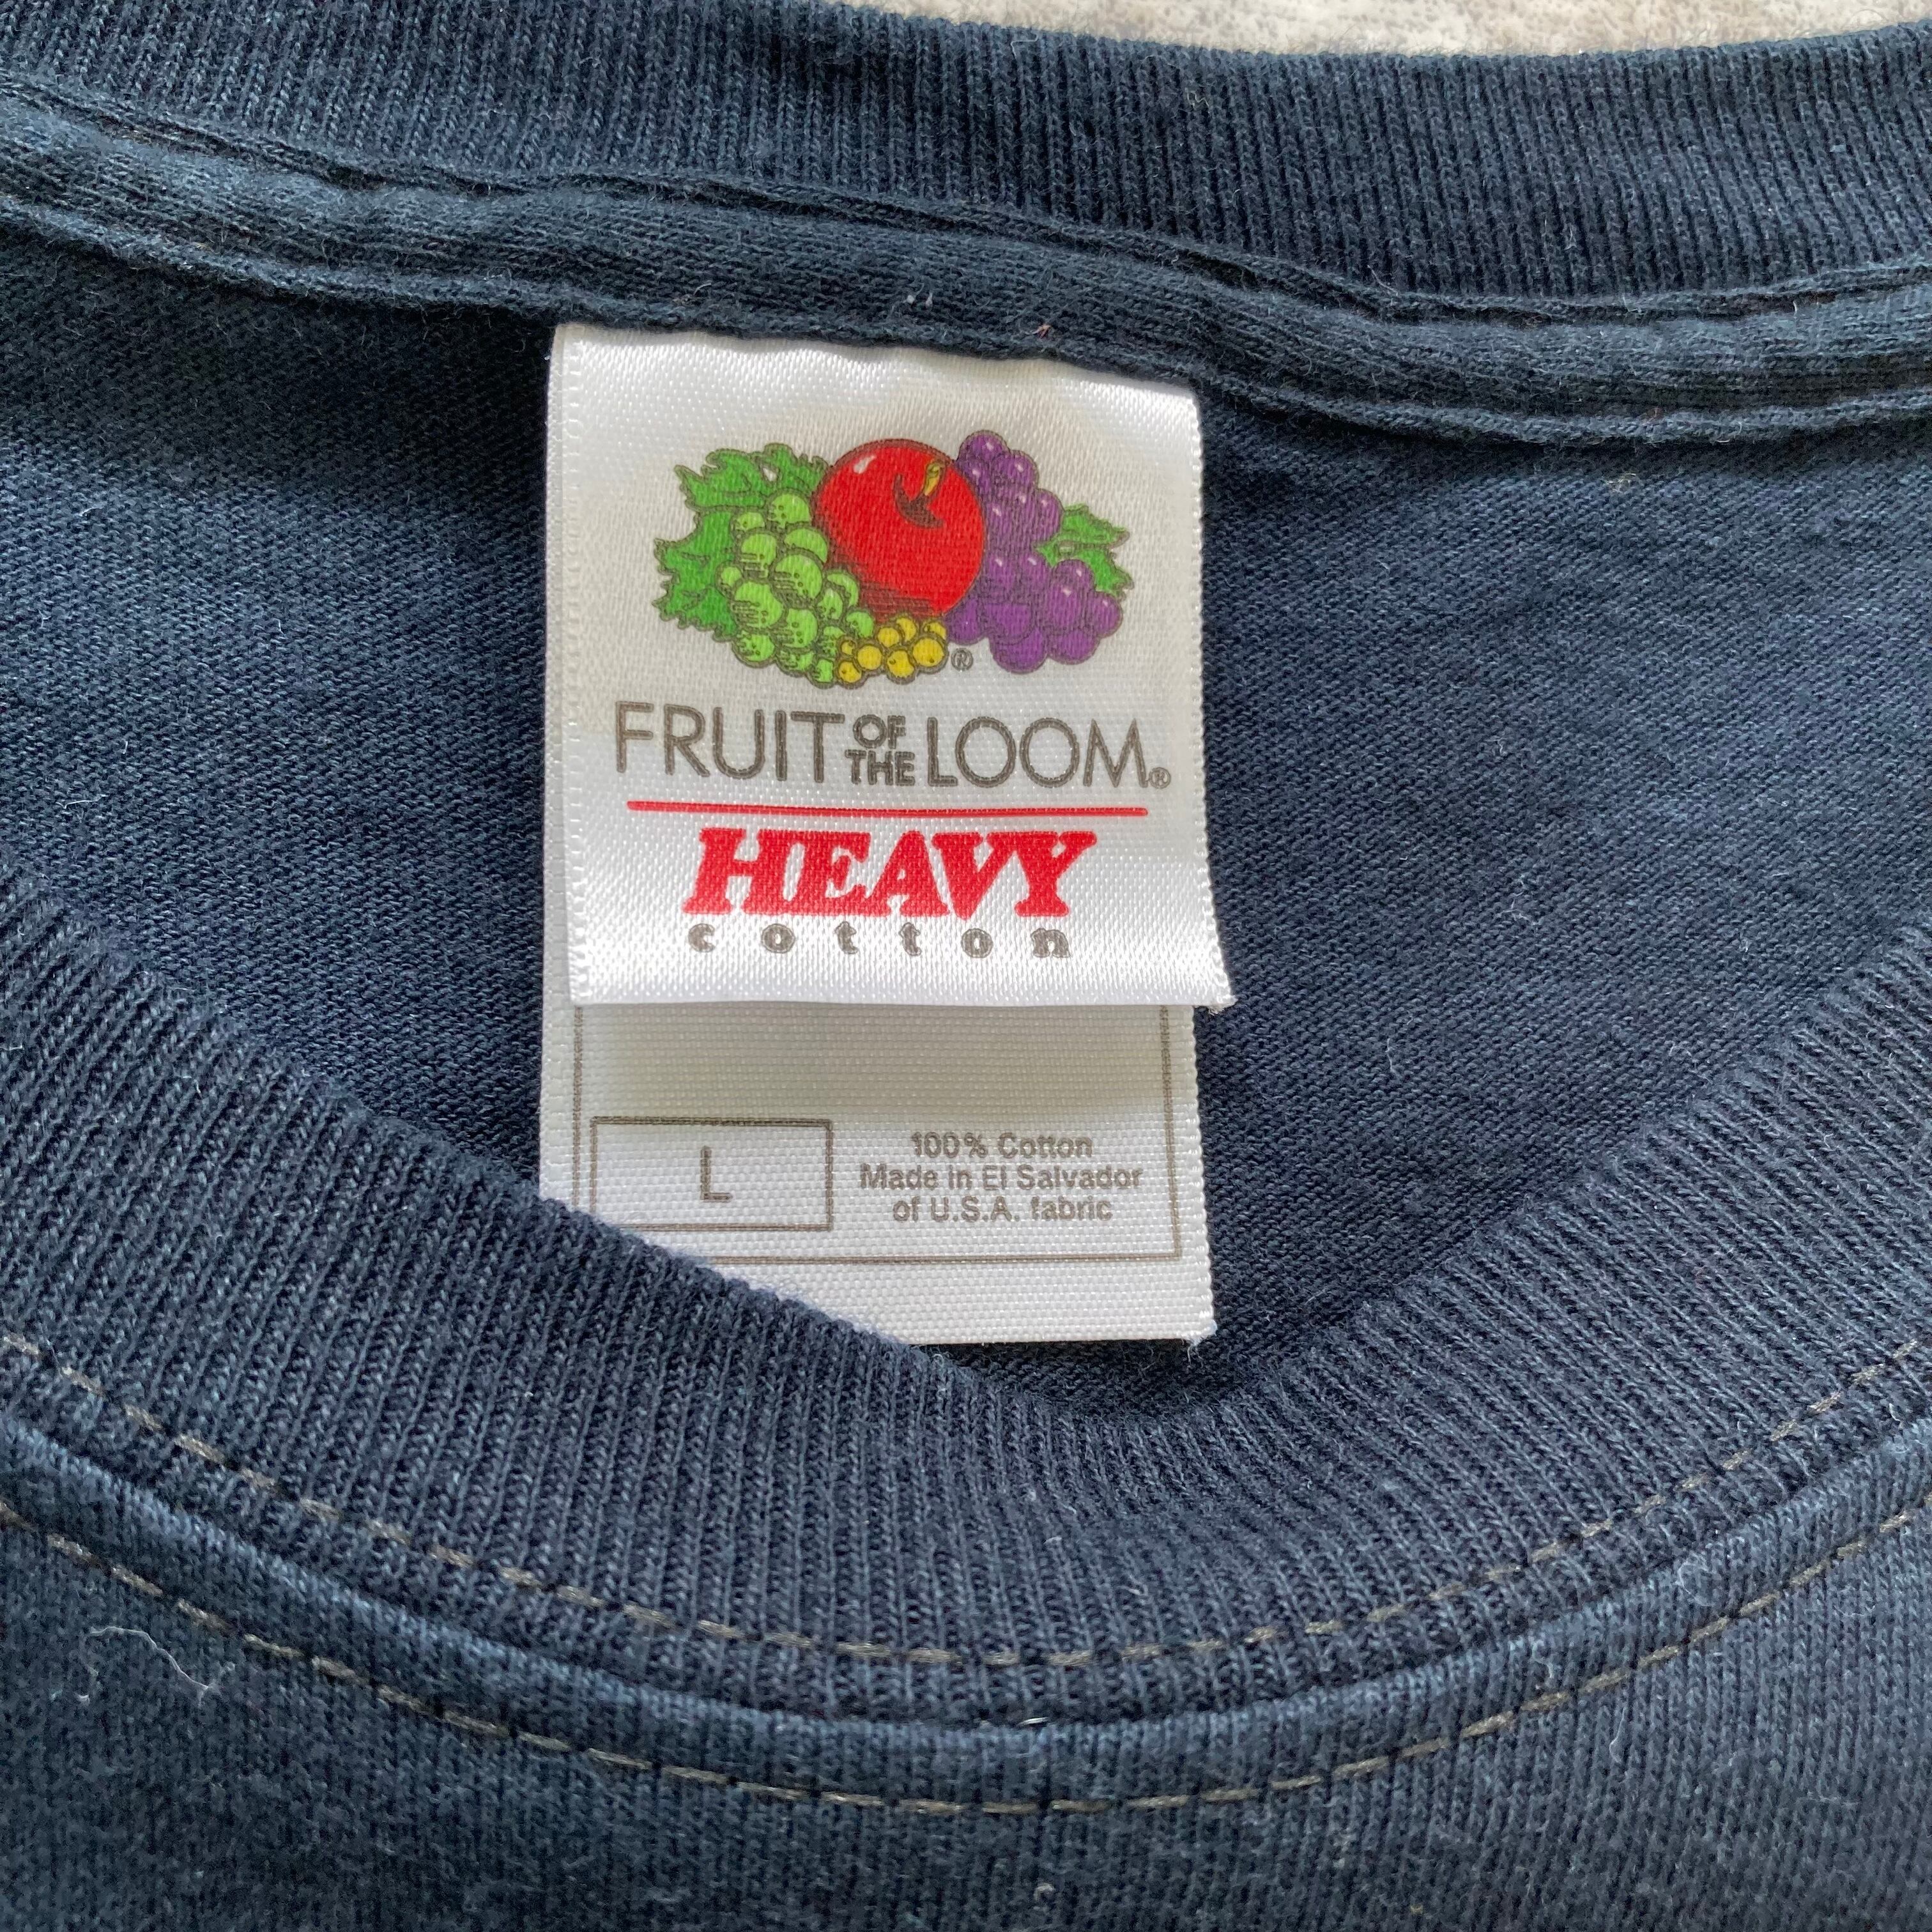 ®
FRUIT OF THE LOOM®
HEAVY
cotton
L
100% Cotton
Made in El Salvador
of U.S.A. fabric